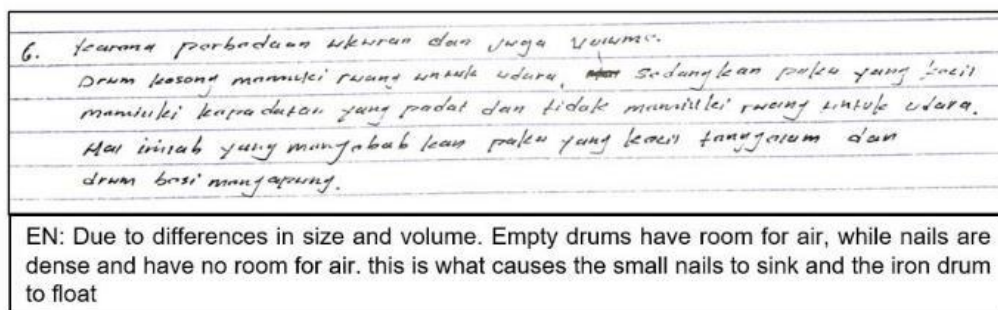 6. karena perbedaan ukuran dan juga volume.
Drum kosong memiliki ruang untuk udara, sedangkan paku yang kecil
memiliki kepadatan yang padat dan tidak memiliki ruang untuk udara.
Hal inilah yang mengebabkan paku yang kecil tenggelam dan
drum besi mengapung.
EN: Due to differences in size and volume. Empty drums have room for air, while nails are
dense and have no room for air. this is what causes the small nails to sink and the iron drum
to float